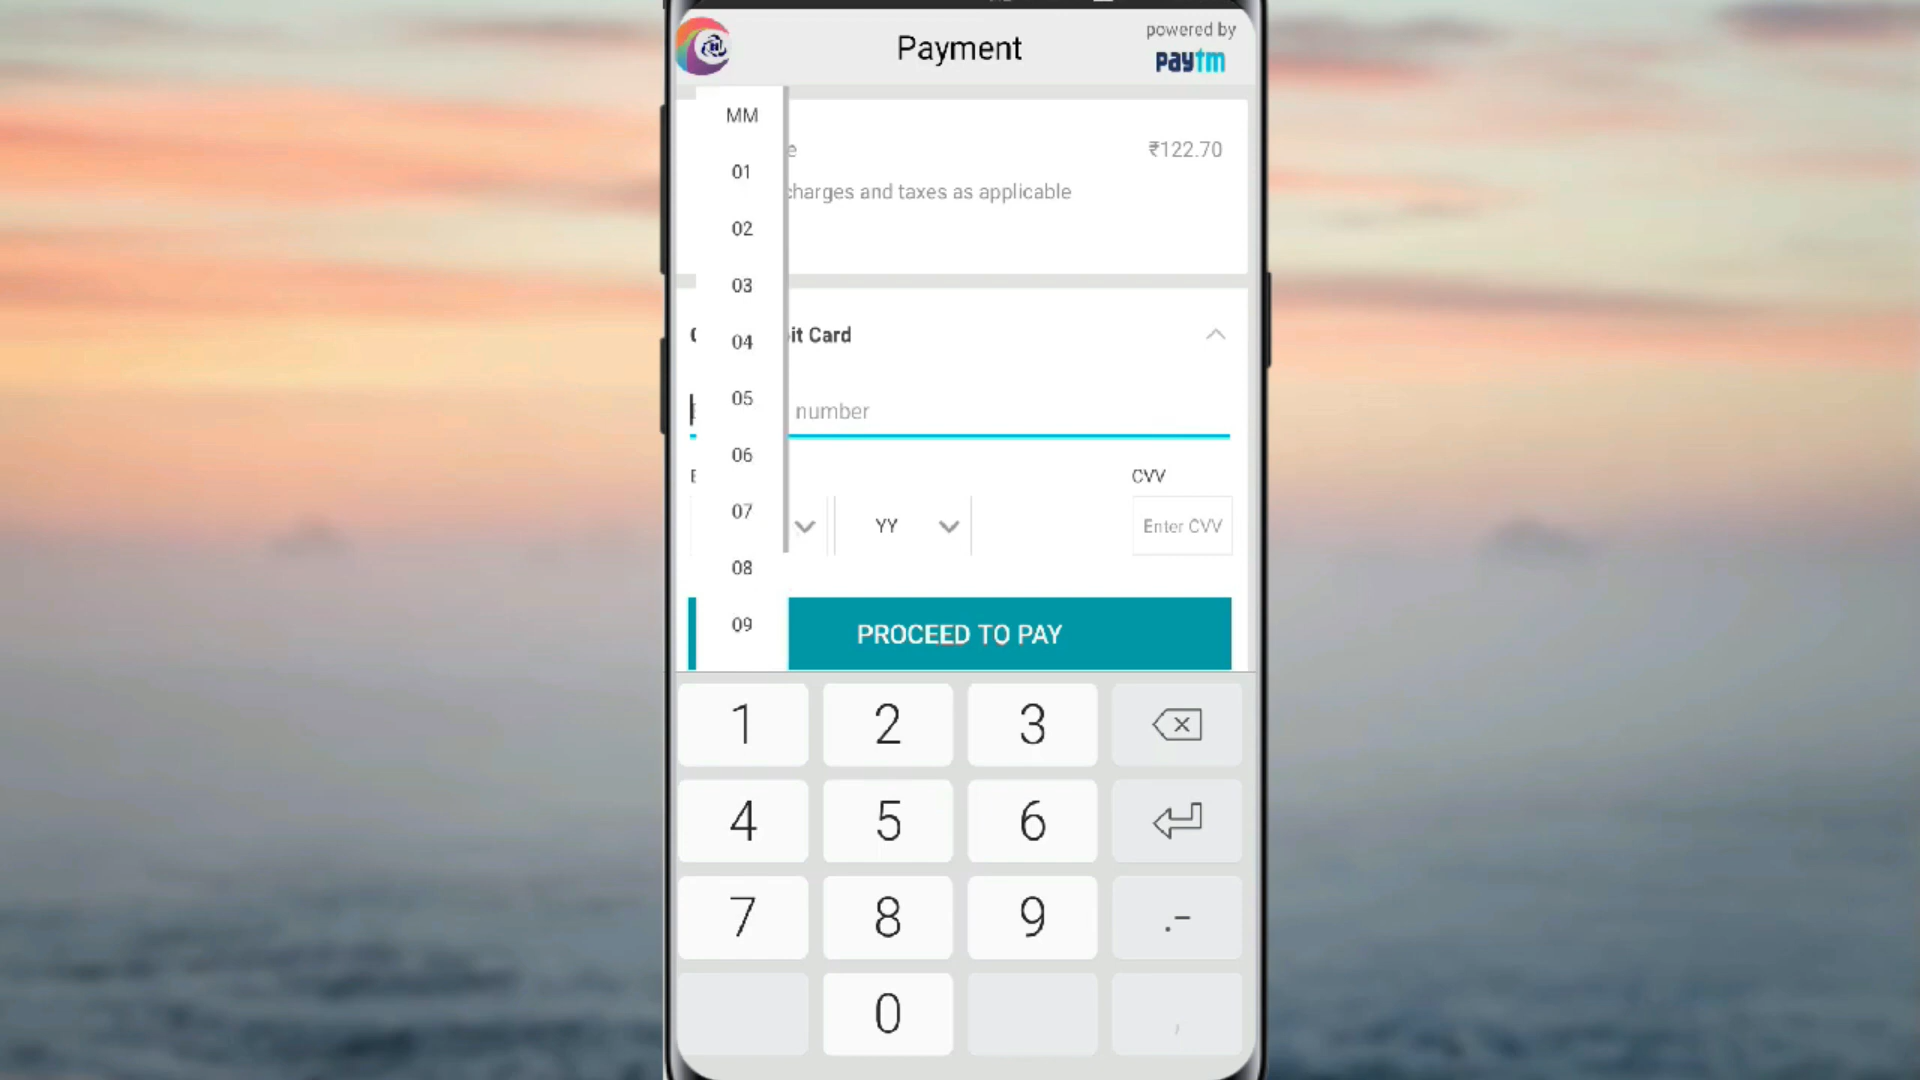 Payment
powered by
paytm
MM
01
02
03
04
05
06
07
08
09
₹122.70
charges and taxes as applicable
it Card
number
CVV
YY
Enter CVV
PROCEED TO PAY
1 2 3
4 5 6
7 8 9 .-
0 ,